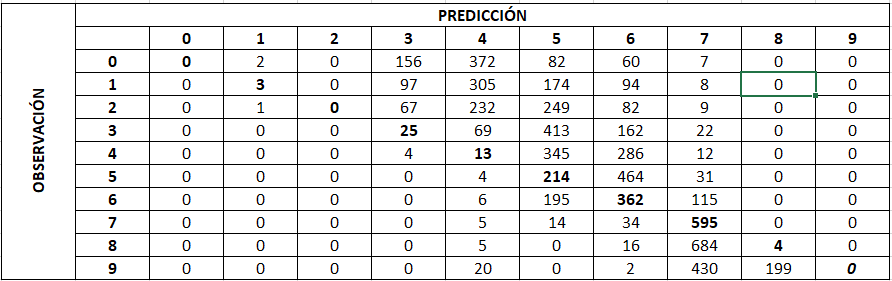 PREDICCIÓN
0 1 2 3 4 5 6 7 8 9
OBSERVACIÓN
0 0 2 0 156 372 82 60 7 0 0
1 0 3 0 97 305 174 94 8 0 0
2 0 1 0 67 232 249 82 9 0 0
3 0 0 0 25 69 413 162 22 0 0
4 0 0 0 4 13 345 286 12 0 0
5 0 0 0 0 4 214 464 31 0 0
6 0 0 0 0 6 195 362 115 0 0
7 0 0 0 0 5 14 34 595 0 0
8 0 0 0 0 5 0 16 684 4 0
9 0 0 0 0 20 0 2 430 199 0